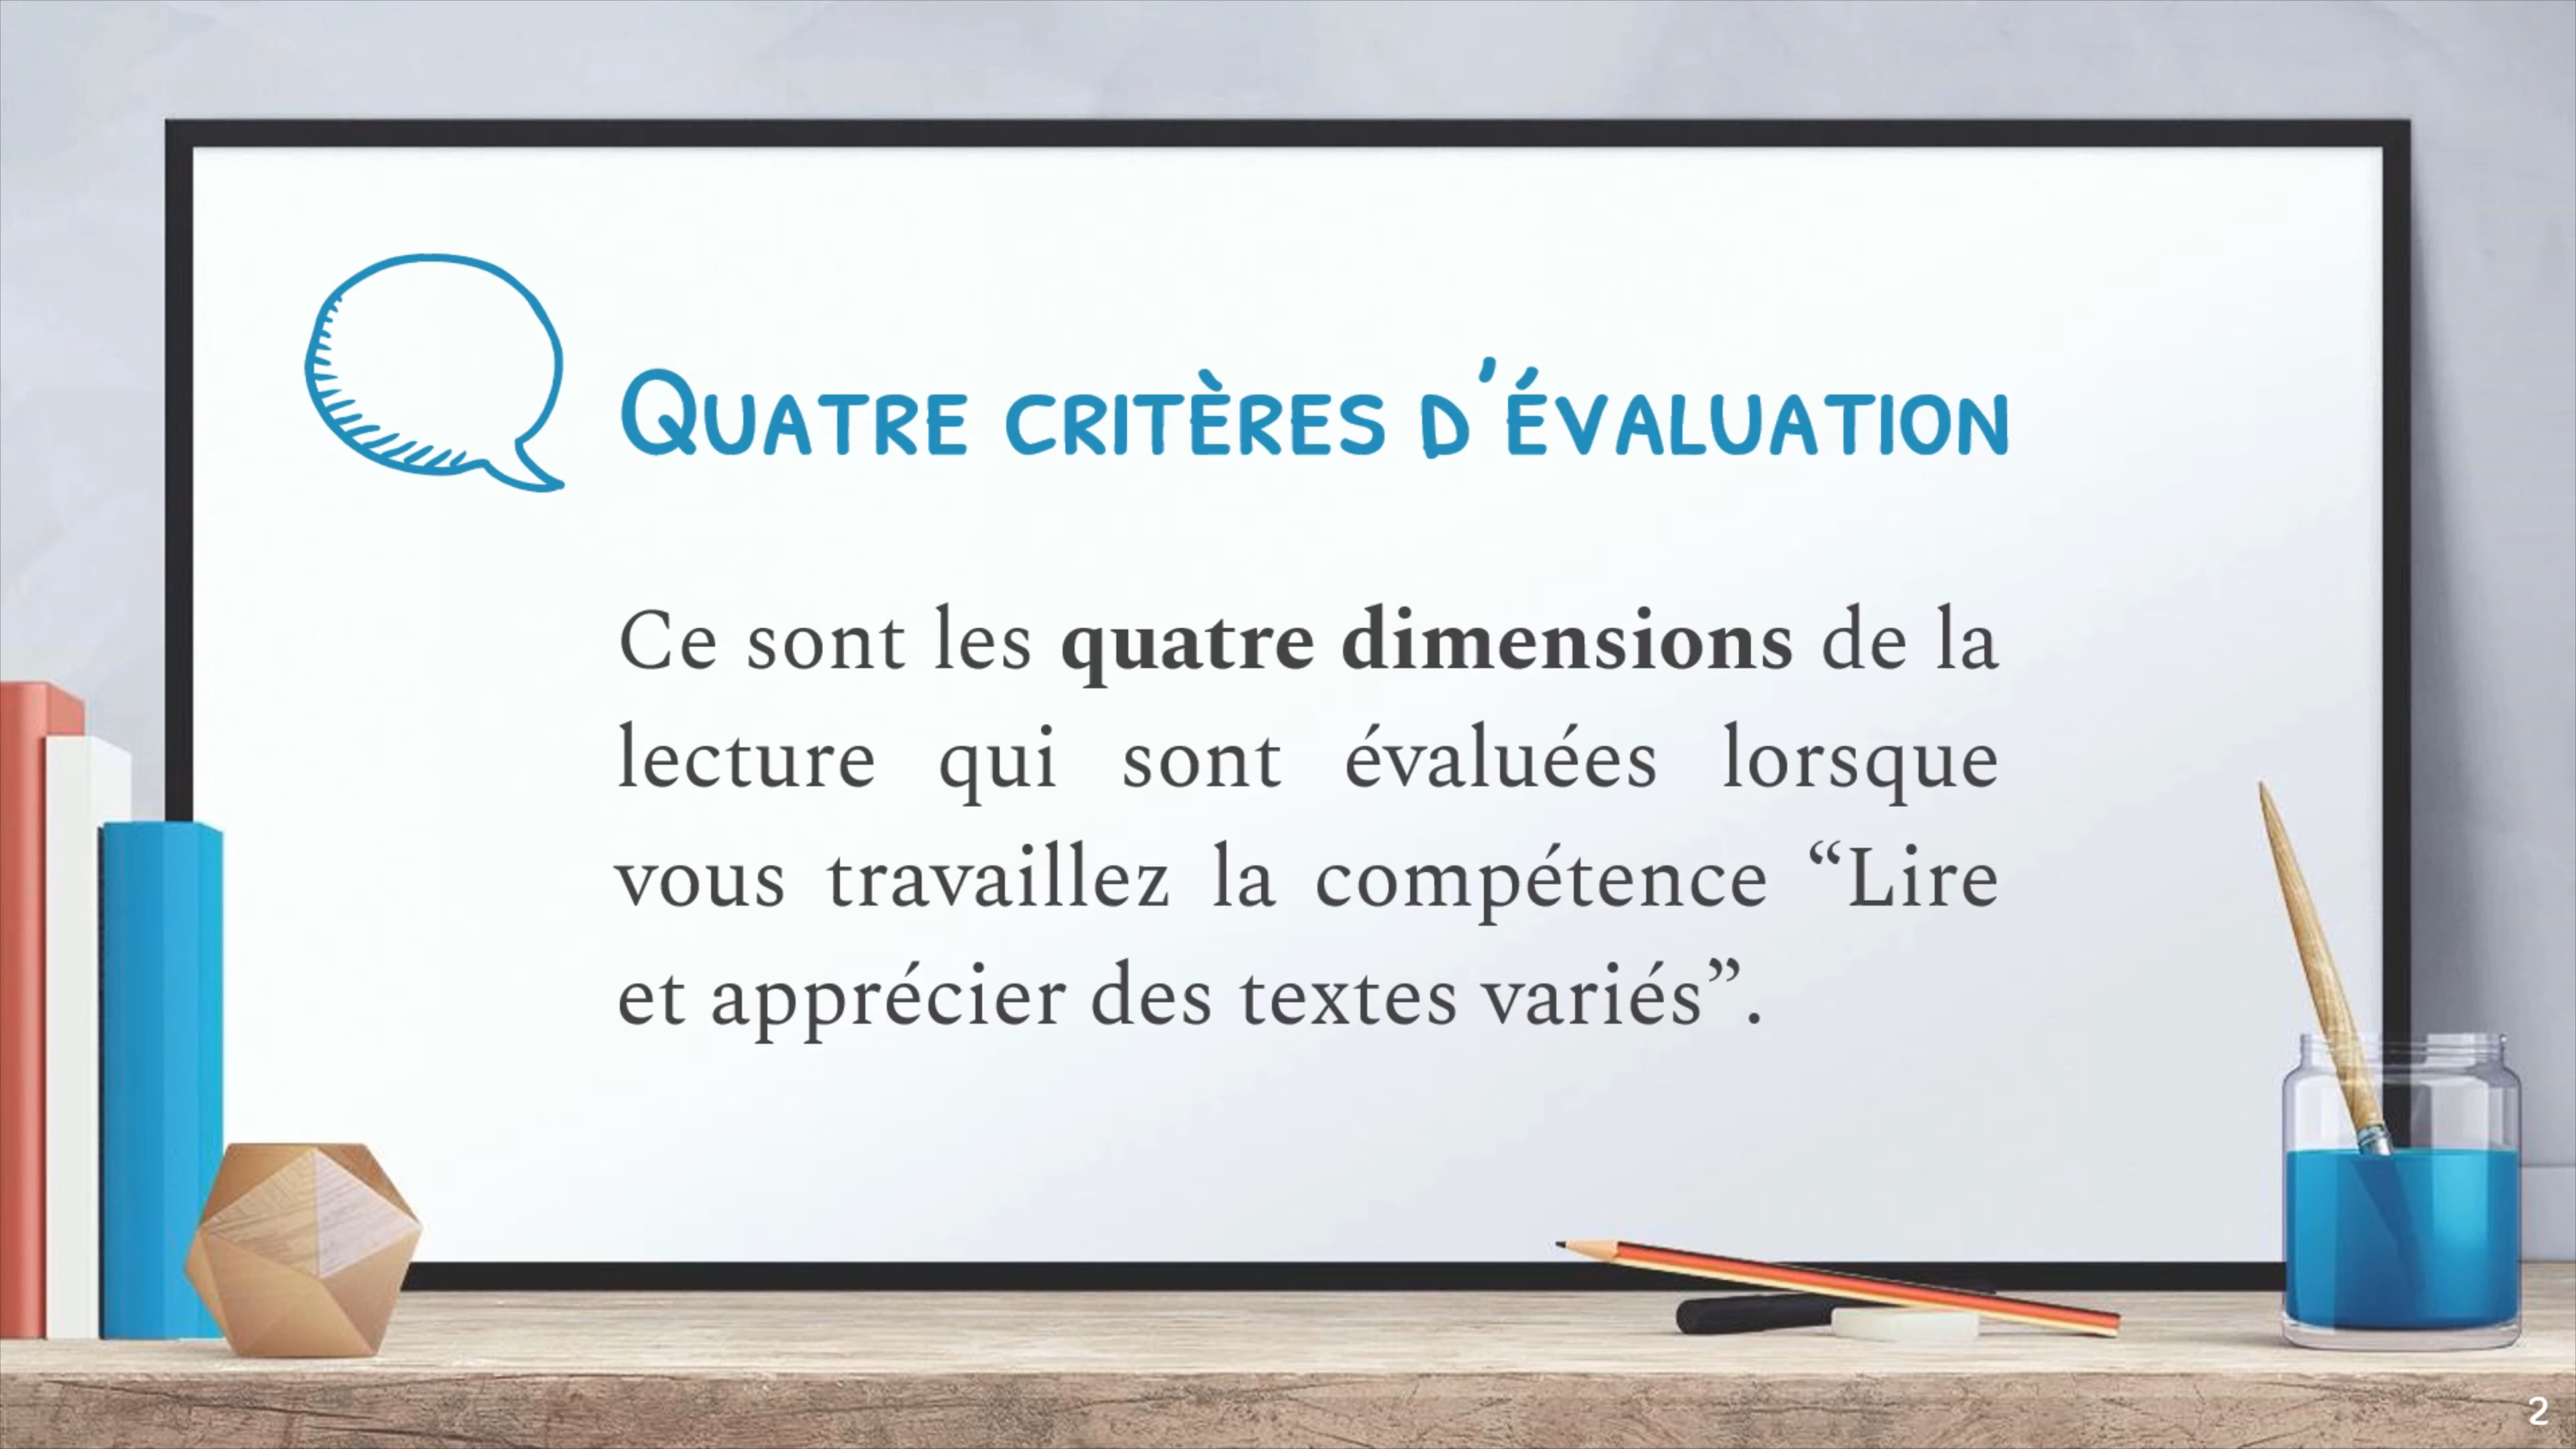 Quatre critères d'évaluation
Ce sont les quatre dimensions de la
lecture qui sont évaluées lorsque
vous travaillez la compétence “Lire
et apprécier des textes variés”.
2